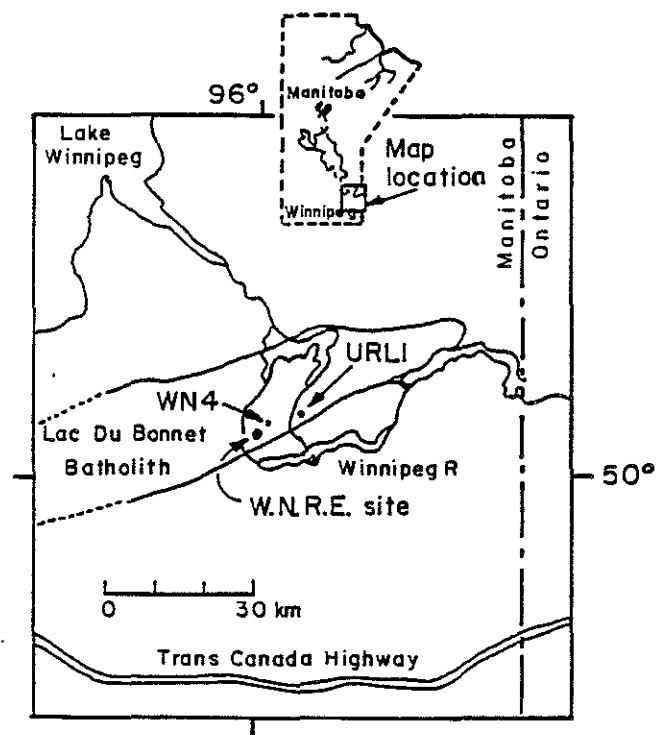 96°
Manitoba
Lake
Winnipeg
Map
location
Winnipeg
Manitoba
Ontario
URL1
WN4
Lac Du Bonnet
Batholith
Winnipeg R
50°
W.N.R.E. site
0 30 km
Trans Canada Highway